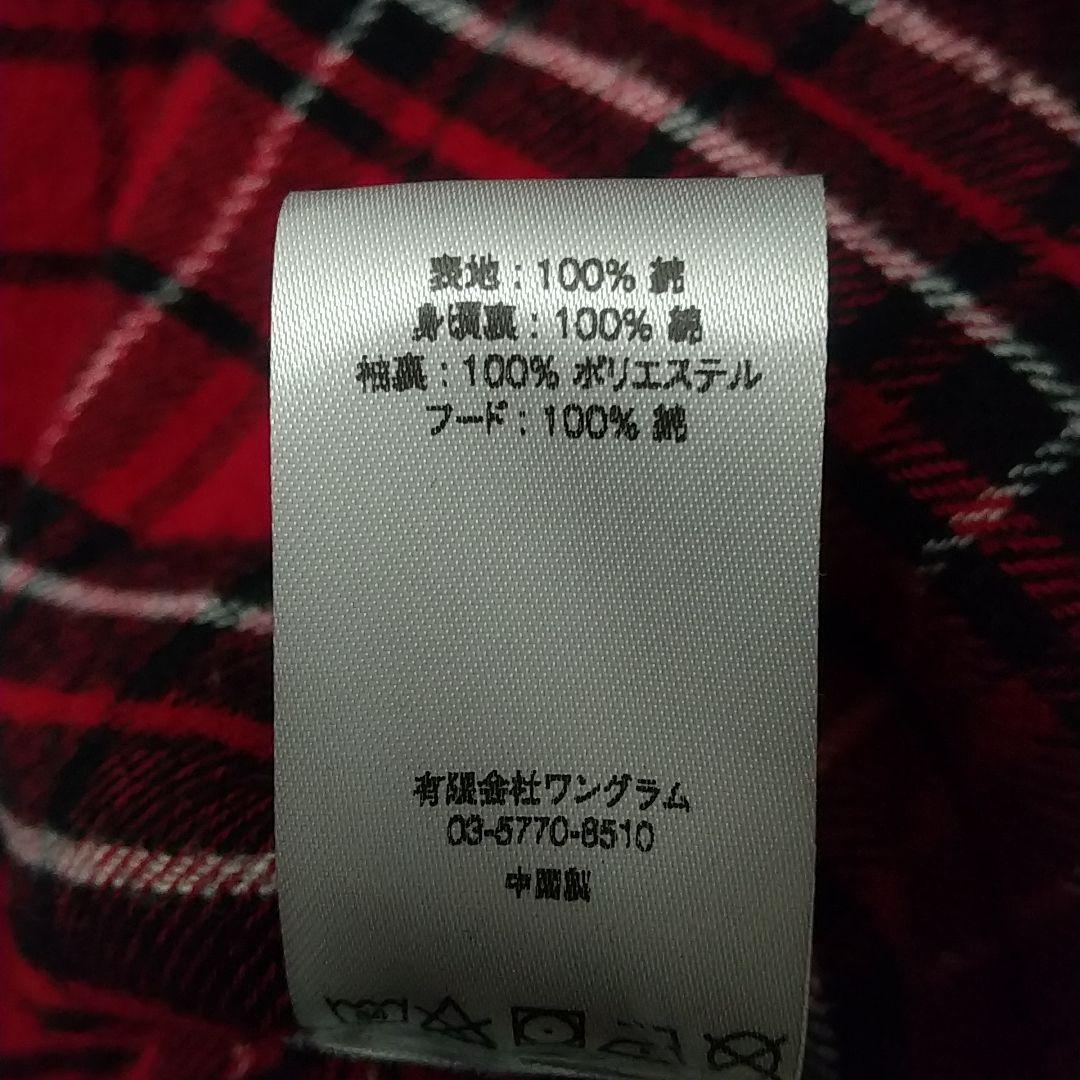 表地 : 100% 綿
身頃裏 : 100% 綿
袖裏 : 100% ポリエステル
フード : 100% 綿
有限会社ワングラム
03-5770-8510
中国製